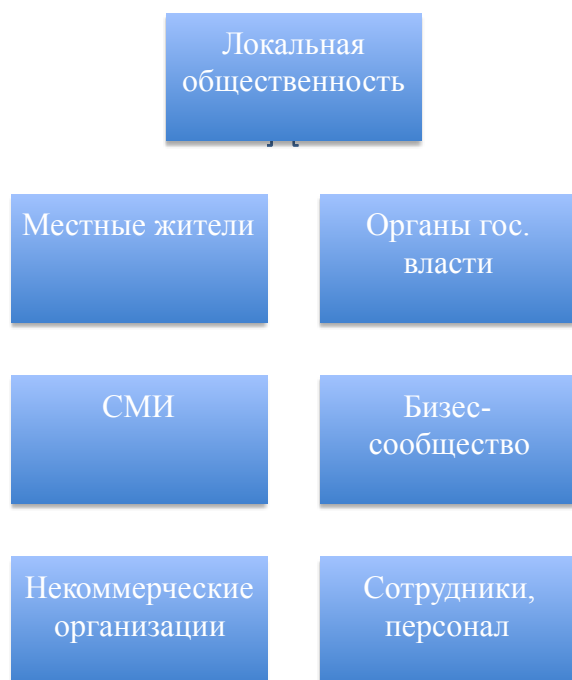 Локальная
общественность
Местные жители
Органы гос.
власти
СМИ
Бизес-
сообщество
Некоммерческие
организации
Сотрудники,
персонал